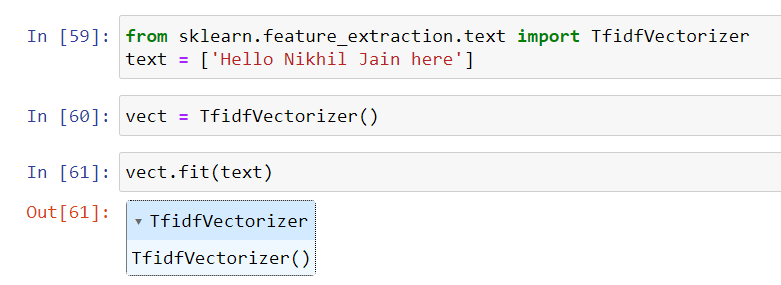 In [59]: from sklearn.feature_extraction.text import TfidfVectorizer
text = ['Hello Nikhil Jain here']
In [60]: vect = TfidfVectorizer()
In [61]: vect.fit(text)
Out[61]: ▾ TfidfVectorizer
TfidfVectorizer()